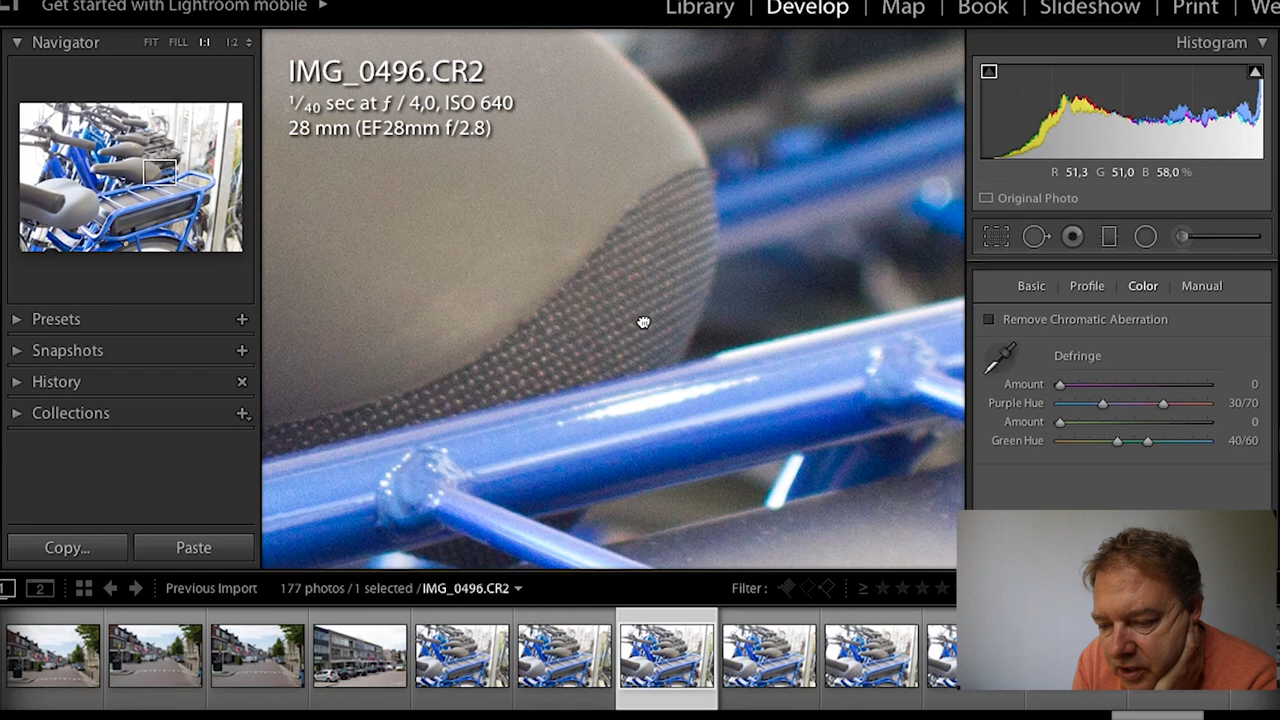 Get started with Lightroom mobile
Library | Develop | Map | Book | Slideshow | Print | We
Navigator FIT FILL 1:1 1:2
Histogram
IMG_0496.CR2
1/40 sec at ƒ / 4,0, ISO 640
28 mm (EF28mm f/2.8)
R 51,3 G 51,0 B 58,0 %
Original Photo
Basic | Profile | Color | Manual
Presets
Remove Chromatic Aberration
Snapshots
Defringe
History
Amount 0
Purple Hue 30/70
Collections
Amount 0
Green Hue 40/60
Copy... Paste
1 2 Previous Import 177 photos / 1 selected / IMG_0496.CR2 Filter : ≥